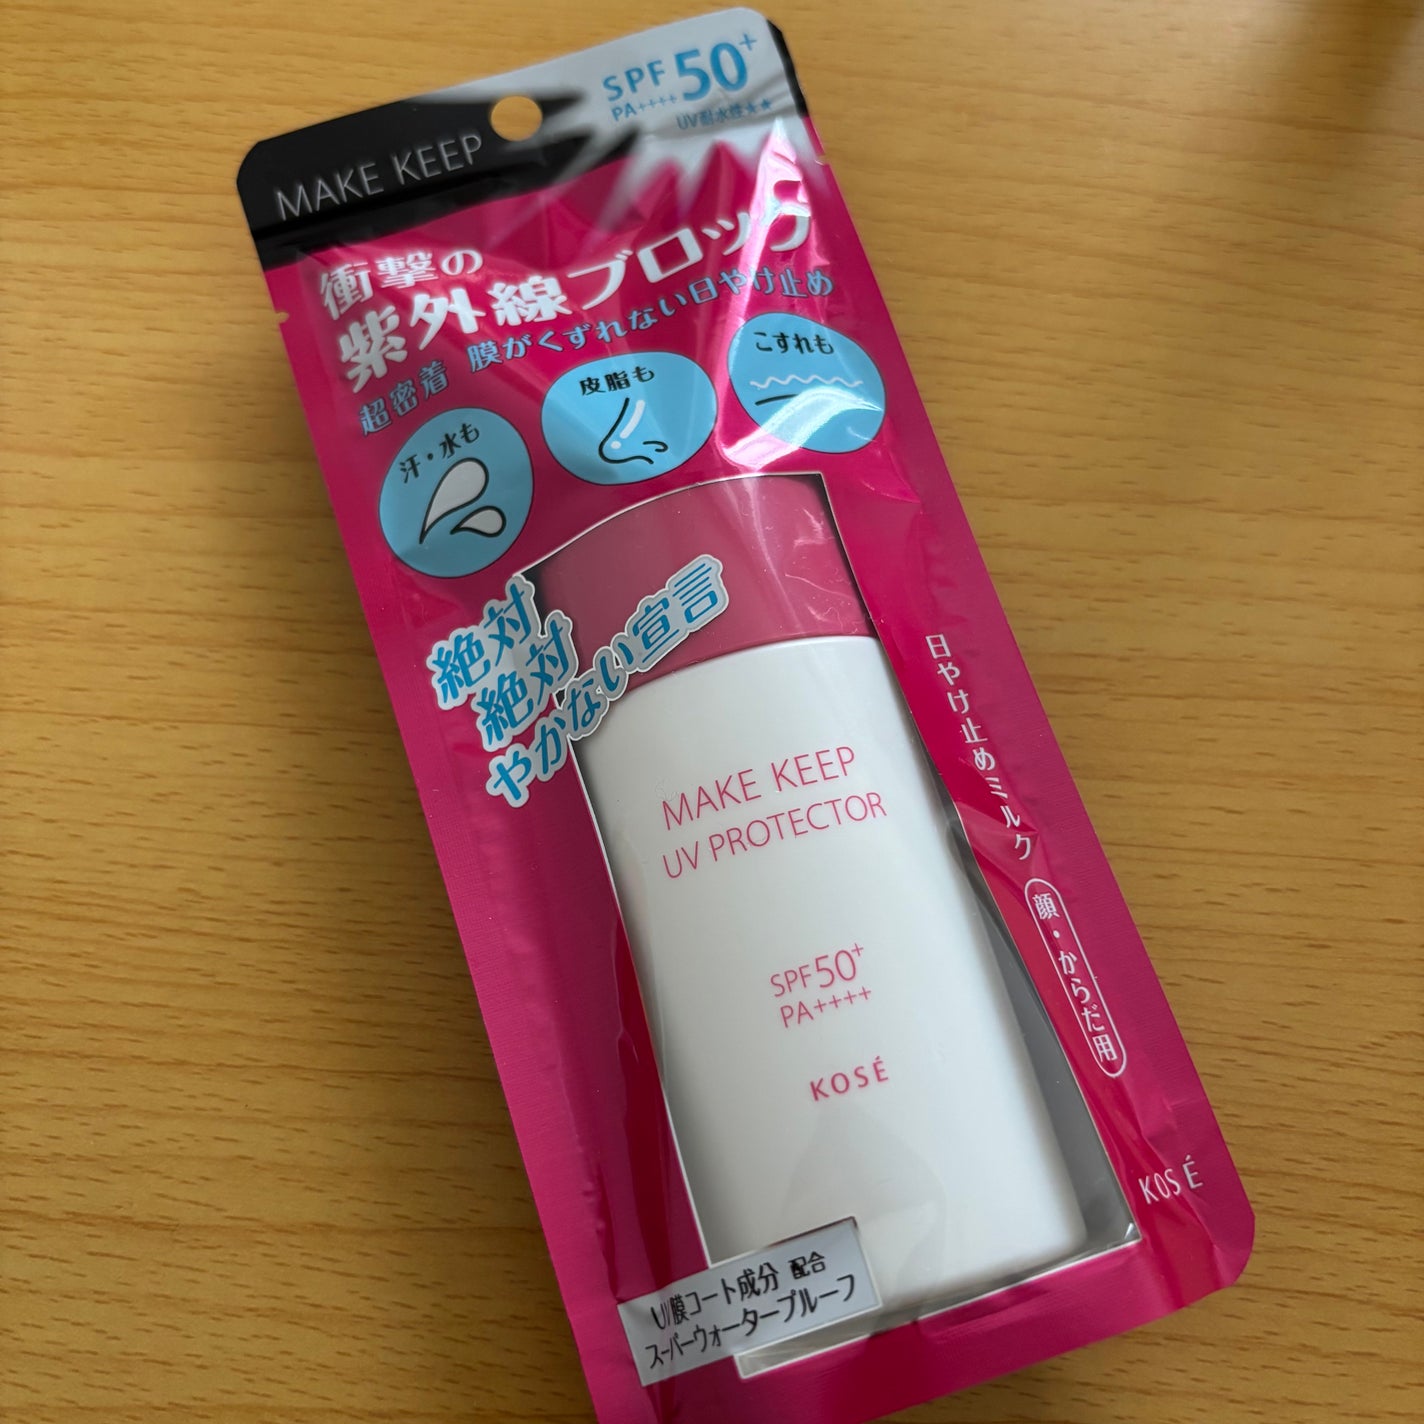 SPF 50+
PA++++
UV耐水性★★
MAKE KEEP
衝撃の
紫外線ブロック
超密着 膜がくずれない日やけ止め
汗・水も
皮脂も
こすれも
絶対
絶対
やかない宣言
MAKE KEEP
UV PROTECTOR
SPF50+
PA++++
KOSÉ
日やけ止めミルク
顔・からだ用
KOSÉ
UV膜コート成分 配合
スーパーウォータープルーフ